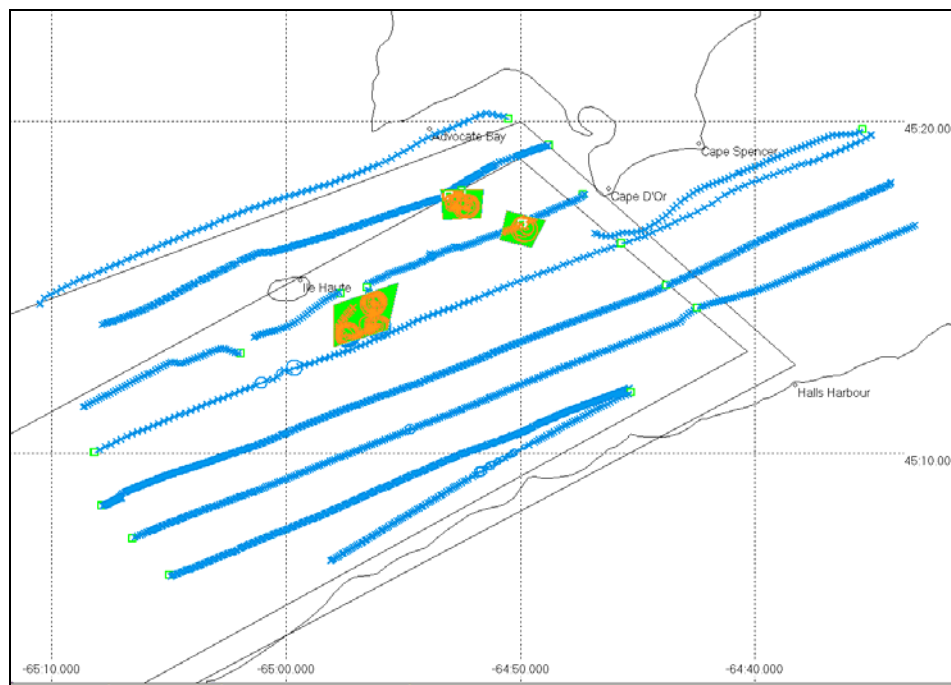 45:20.00
Advocate Bay
Cape Spencer
Cape D'Or
Ile Haute
Halls Harbour
45:10.00
-65:10.000
-65:00.000
-64:50.000
-64:40.000